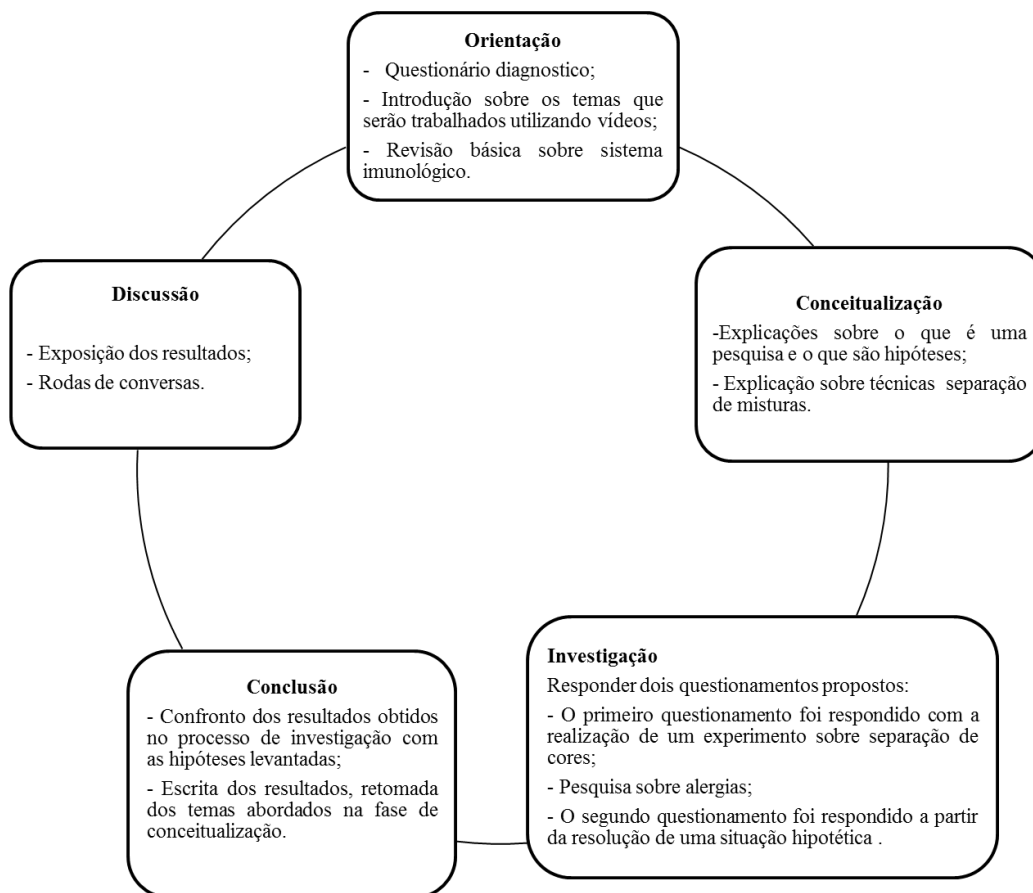 Orientação
- Questionário diagnostico;
- Introdução sobre os temas que
serão trabalhados utilizando vídeos;
- Revisão básica sobre sistema
imunológico.
Conceitualização
-Explicações sobre o que é uma
pesquisa e o que são hipóteses;
- Explicação sobre técnicas separação
de misturas.
Investigação
Responder dois questionamentos propostos:
- O primeiro questionamento foi respondido com a
realização de um experimento sobre separação de
cores;
- Pesquisa sobre alergias;
- O segundo questionamento foi respondido a partir
da resolução de uma situação hipotética .
Conclusão
- Confronto dos resultados obtidos
no processo de investigação com
as hipóteses levantadas;
- Escrita dos resultados, retomada
dos temas abordados na fase de
conceitualização.
Discussão
- Exposição dos resultados;
- Rodas de conversas.